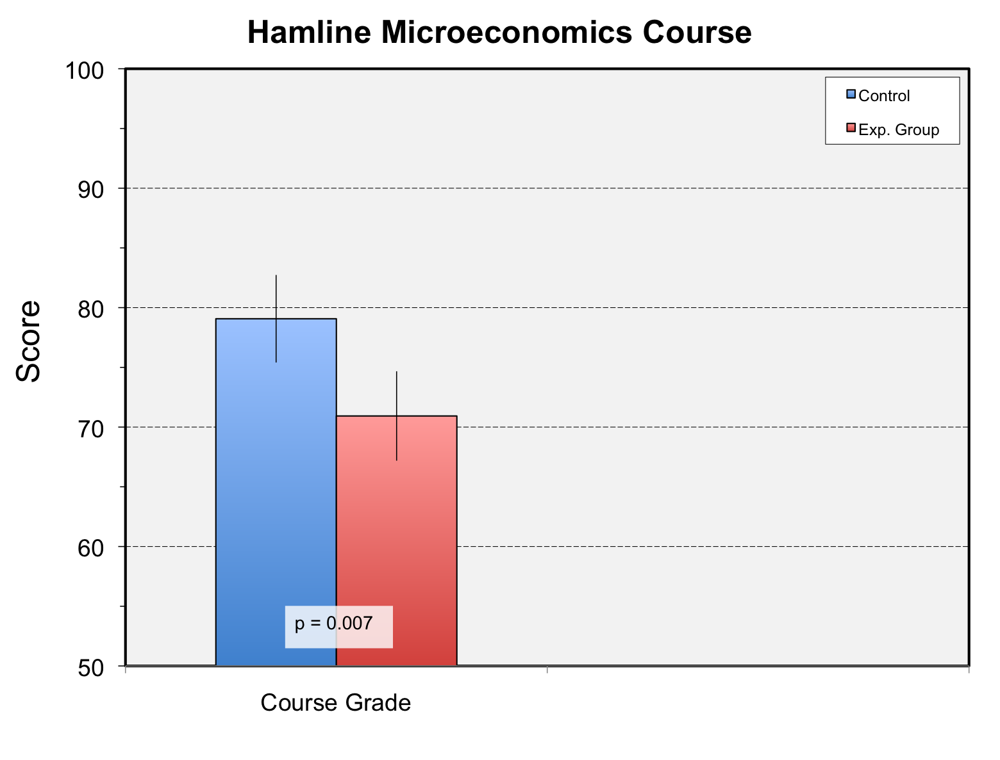 Hamline Microeconomics Course
100
90
80
70
60
50
Score
Control
Exp. Group
p = 0.007
Course Grade